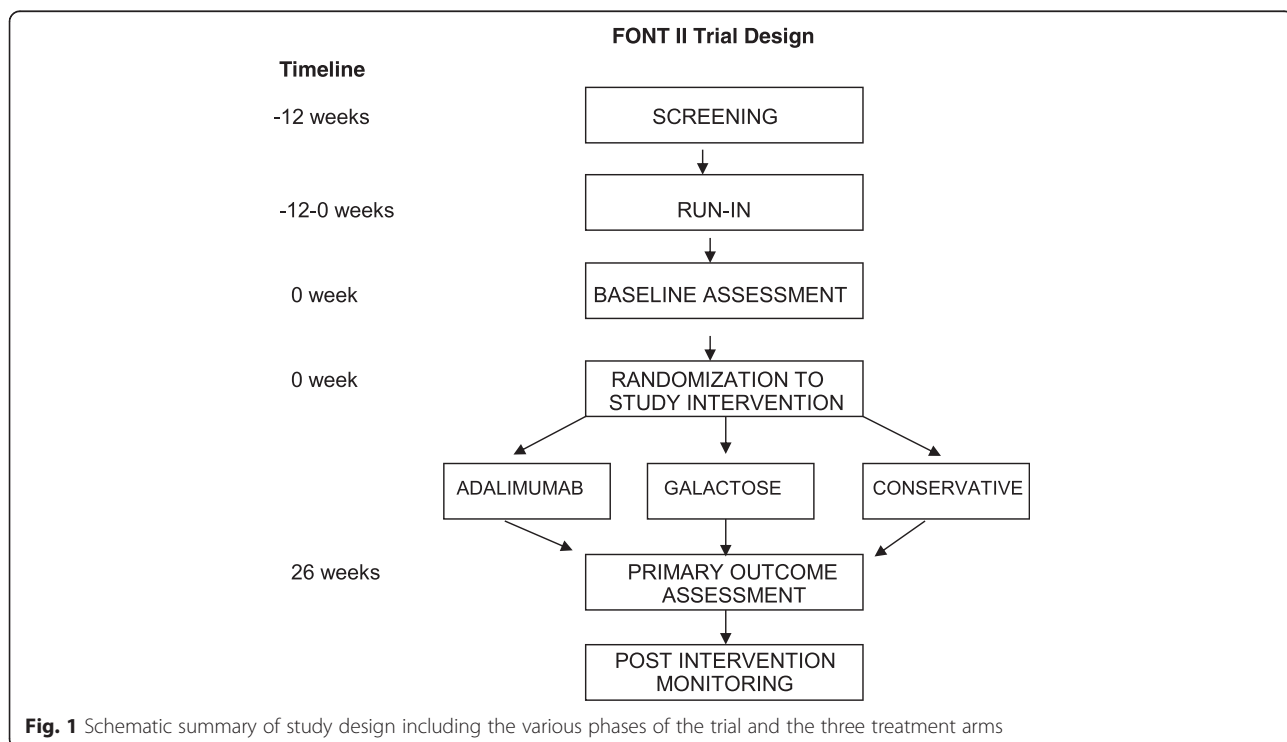 FONT II Trial Design
Timeline
-12 weeks
SCREENING
-12-0 weeks
RUN-IN
0 week
BASELINE ASSESSMENT
0 week
RANDOMIZATION TO
STUDY INTERVENTION
ADALIMUMAB
GALACTOSE
CONSERVATIVE
26 weeks
PRIMARY OUTCOME
ASSESSMENT
POST INTERVENTION
MONITORING
Fig. 1 Schematic summary of study design including the various phases of the trial and the three treatment arms